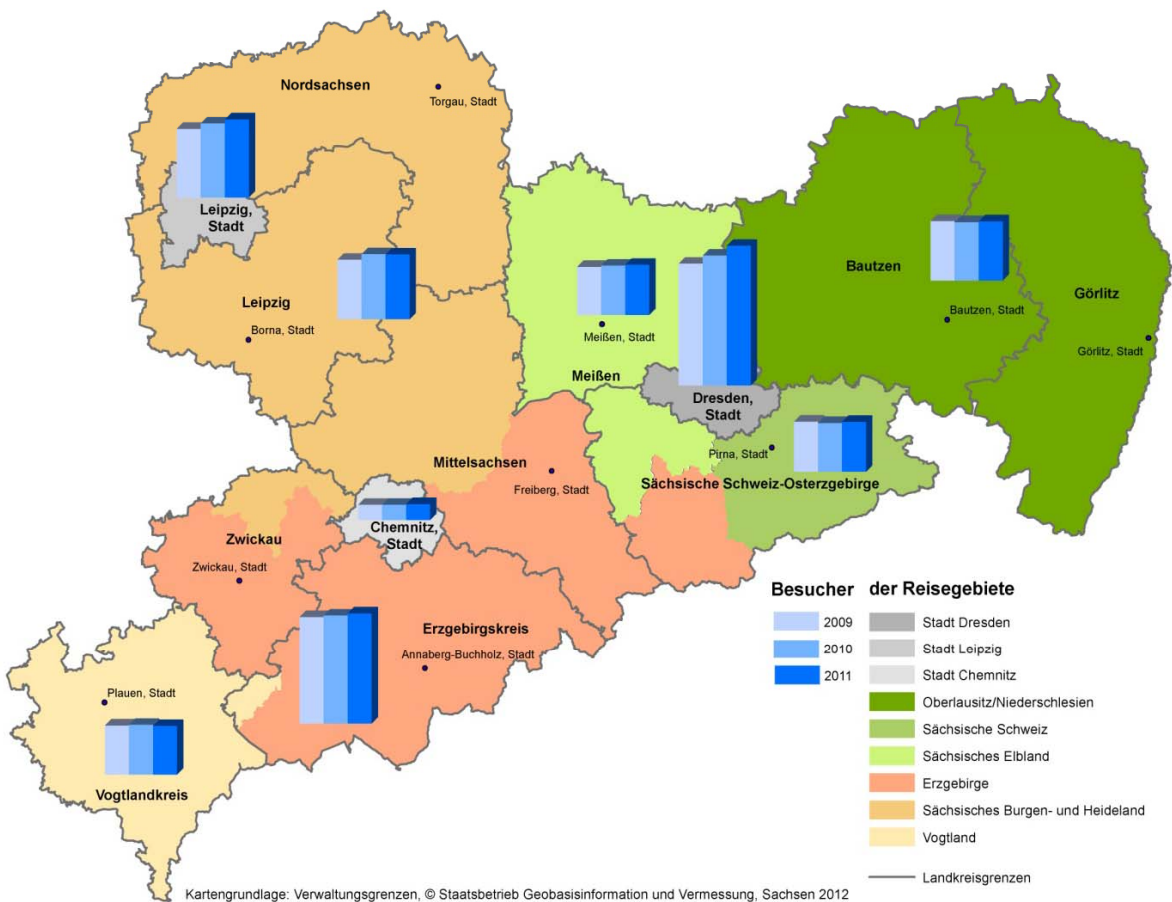 Nordsachsen
Torgau, Stadt
Leipzig,
Stadt
Leipzig
Borna, Stadt
Meißen, Stadt
Meißen
Dresden,
Stadt
Bautzen
Bautzen, Stadt
Görlitz
Görlitz, Stadt
Pirna, Stadt
Sächsische Schweiz-Osterzgebirge
Mittelsachsen
Freiberg, Stadt
Chemnitz,
Stadt
Zwickau
Zwickau, Stadt
Erzgebirgskreis
Annaberg-Buchholz, Stadt
Plauen, Stadt
Vogtlandkreis
Besucher der Reisegebiete
2009 Stadt Dresden
2010 Stadt Leipzig
2011 Stadt Chemnitz
Oberlausitz/Niederschlesien
Sächsische Schweiz
Sächsisches Elbland
Erzgebirge
Sächsisches Burgen- und Heideland
Vogtland
Landkreisgrenzen
Kartengrundlage: Verwaltungsgrenzen, © Staatsbetrieb Geobasisinformation und Vermessung, Sachsen 2012